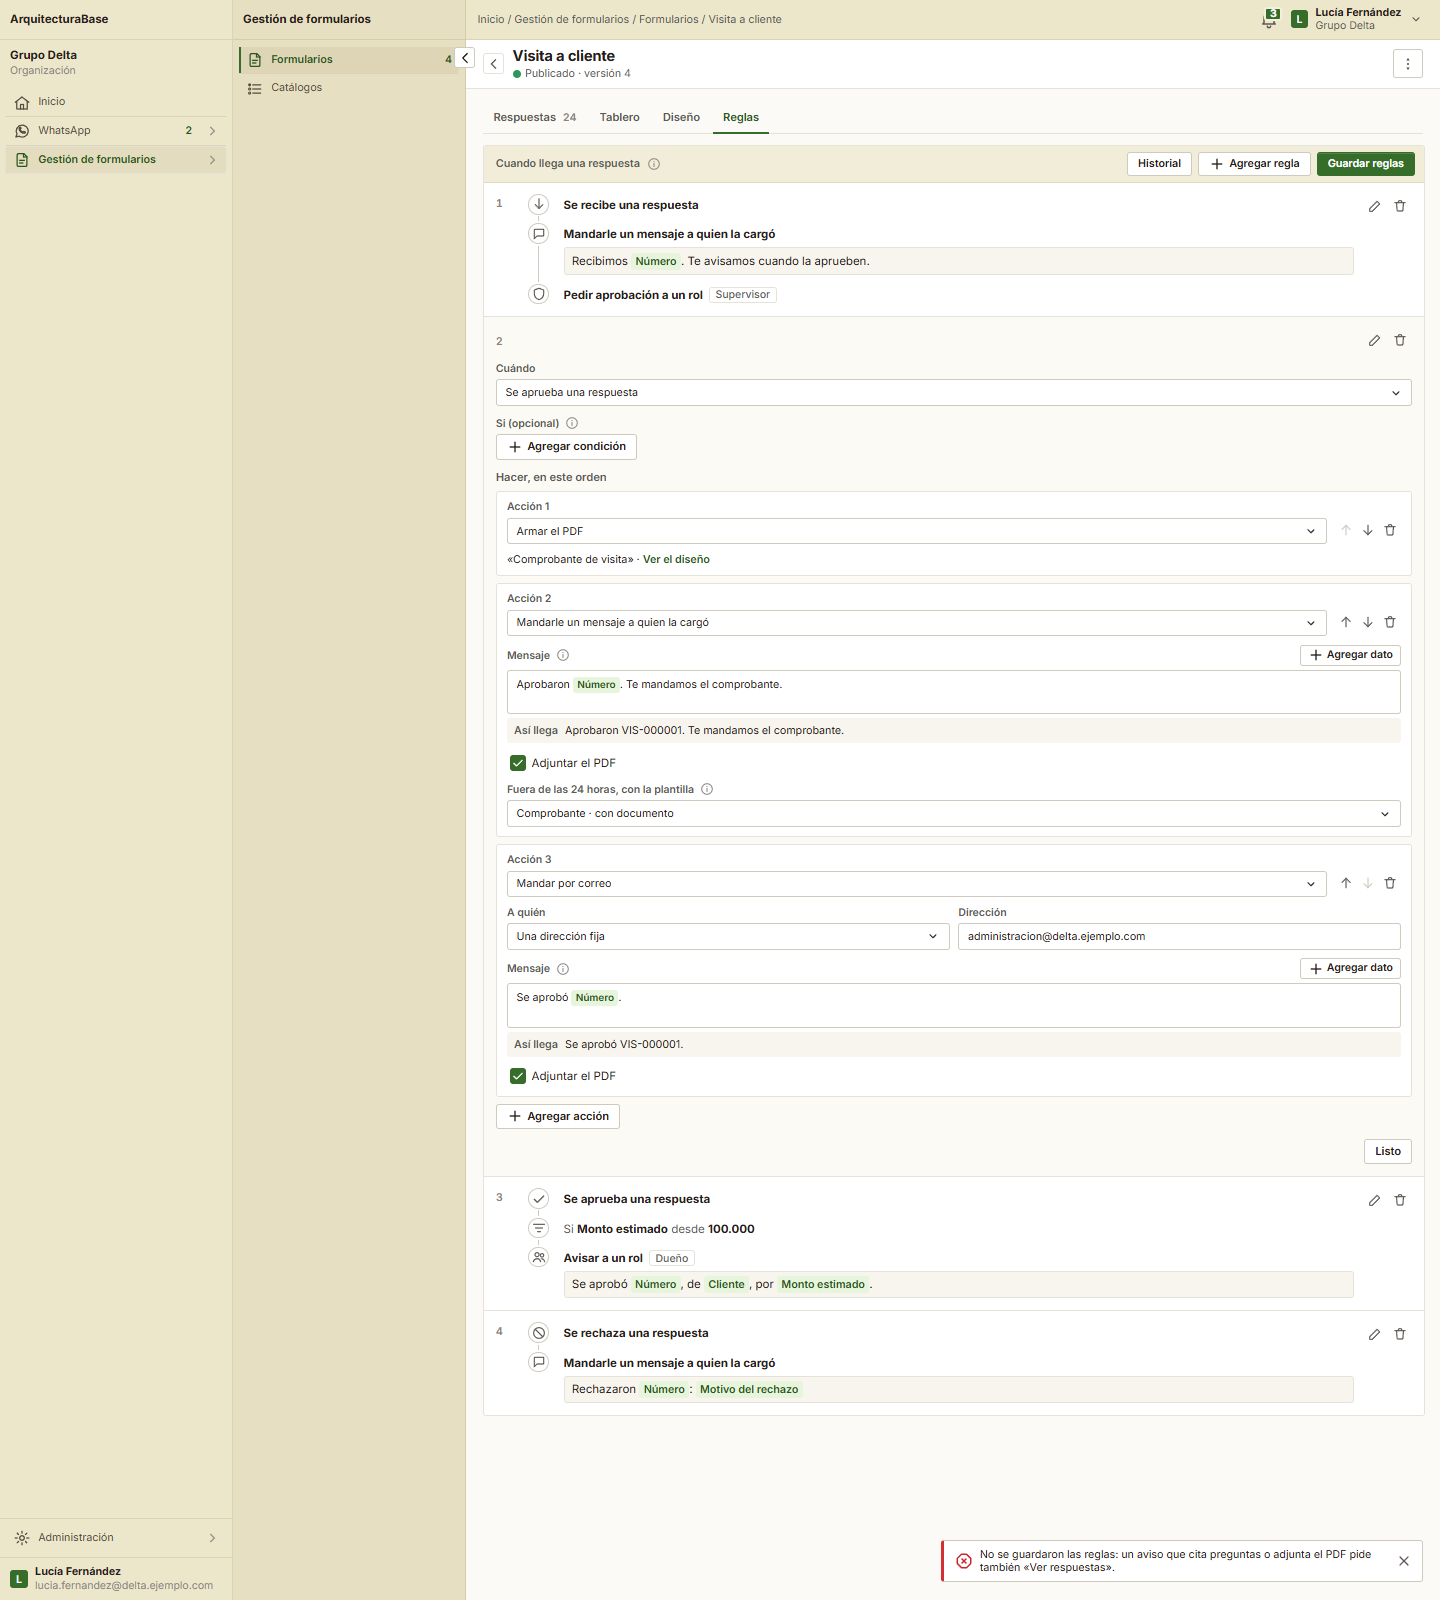 ArquitecturaBase
Grupo Delta
Organización
Inicio
WhatsApp 2
Gestión de formularios
Administración
Lucía Fernández
L
lucia.fernandez@delta.ejemplo.com
Gestión de formularios
Formularios 4
Catálogos
Inicio / Gestión de formularios / Formularios / Visita a cliente
3
L
Lucía Fernández
Grupo Delta
Visita a cliente
Publicado · versión 4
Respuestas 24 Tablero Diseño Reglas
Cuando llega una respuesta
Historial
Agregar regla
Guardar reglas
1
Se recibe una respuesta
Mandarle un mensaje a quien la cargó
Recibimos Número. Te avisamos cuando la aprueben.
Pedir aprobación a un rol Supervisor
2
Cuándo
Se aprueba una respuesta
Si (opcional)
Agregar condición
Hacer, en este orden
Acción 1
Armar el PDF
«Comprobante de visita» · Ver el diseño
Acción 2
Mandarle un mensaje a quien la cargó
Mensaje
Agregar dato
Aprobaron Número. Te mandamos el comprobante.
Así llega Aprobaron VIS-000001. Te mandamos el comprobante.
Adjuntar el PDF
Fuera de las 24 horas, con la plantilla
Comprobante · con documento
Acción 3
Mandar por correo
A quién Dirección
Una dirección fija administracion@delta.ejemplo.com
Mensaje
Agregar dato
Se aprobó Número.
Así llega Se aprobó VIS-000001.
Adjuntar el PDF
Agregar acción
Listo
3
Se aprueba una respuesta
Si Monto estimado desde 100.000
Avisar a un rol Dueño
Se aprobó Número, de Cliente, por Monto estimado.
4
Se rechaza una respuesta
Mandarle un mensaje a quien la cargó
Rechazaron Número: Motivo del rechazo
No se guardaron las reglas: un aviso que cita preguntas o adjunta el PDF pide
también «Ver respuestas».